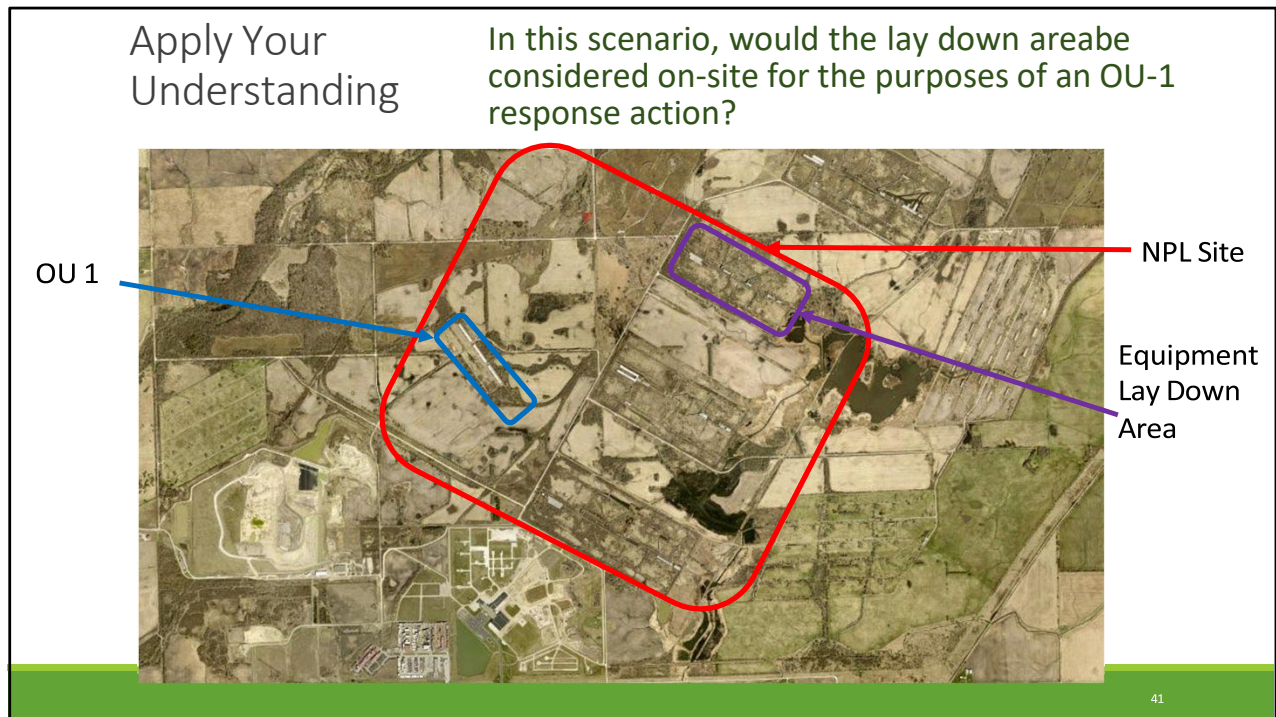 Apply Your
Understanding
In this scenario, would the lay down areabe
considered on-site for the purposes of an OU-1
response action?
NPL Site
OU 1
Equipment
Lay Down
Area
41